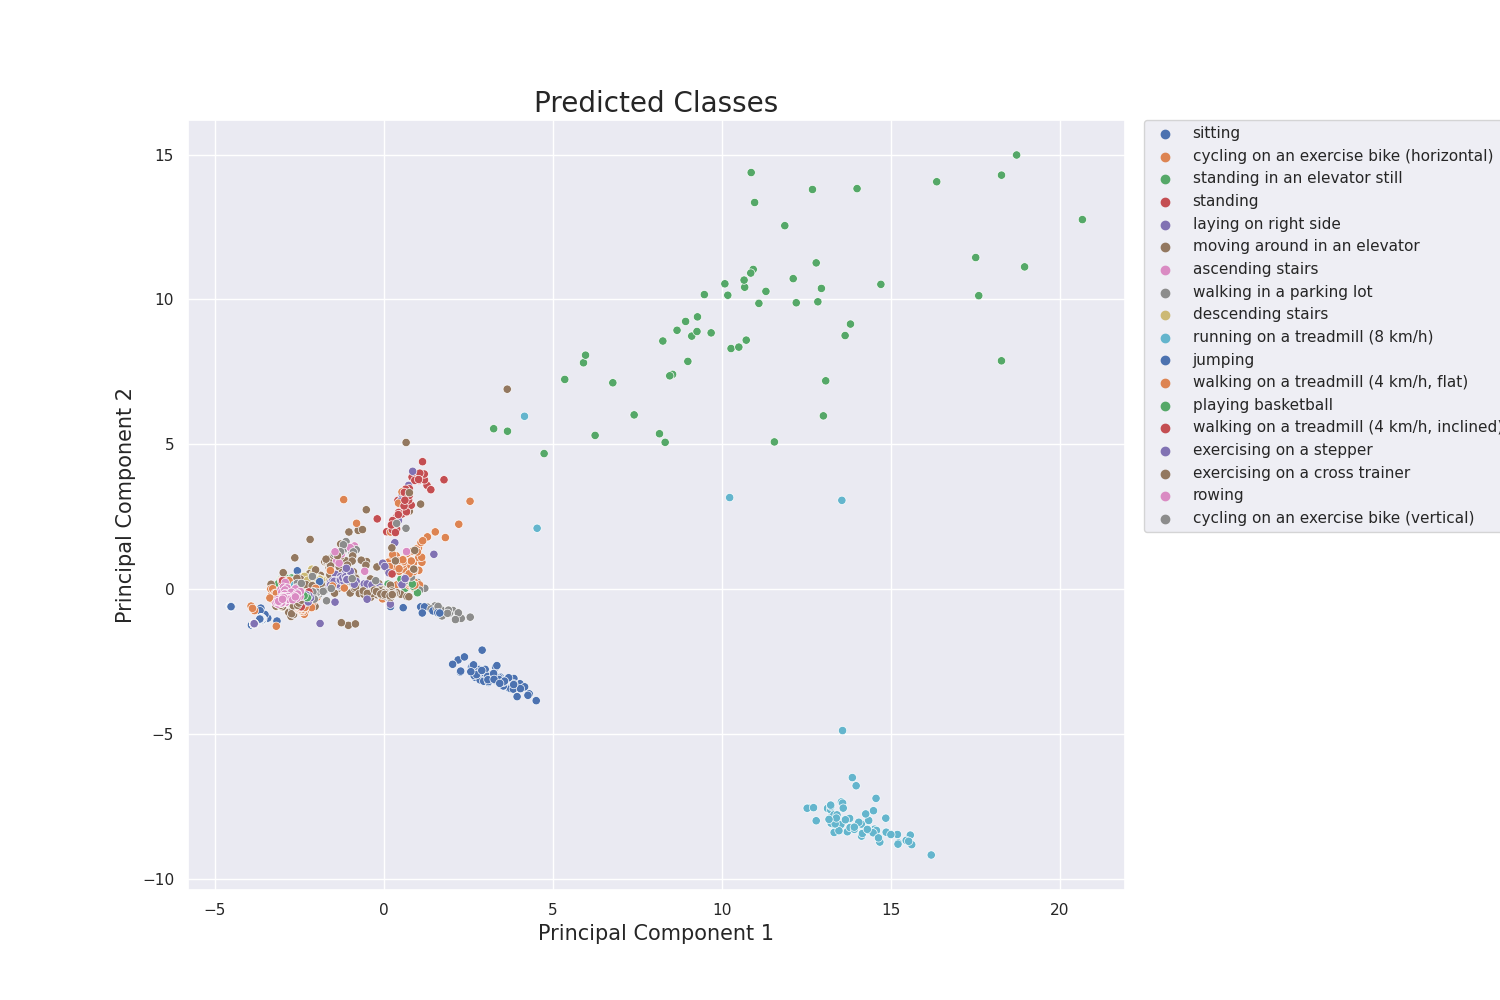 Predicted Classes
sitting
cycling on an exercise bike (horizontal)
standing in an elevator still
standing
laying on right side
moving around in an elevator
ascending stairs
walking in a parking lot
descending stairs
running on a treadmill (8 km/h)
jumping
walking on a treadmill (4 km/h, flat)
playing basketball
walking on a treadmill (4 km/h, inclined)
exercising on a stepper
exercising on a cross trainer
rowing
cycling on an exercise bike (vertical)
Principal Component 2
15
10
5
0
−5
−10
−5
0
5
10
15
20
Principal Component 1